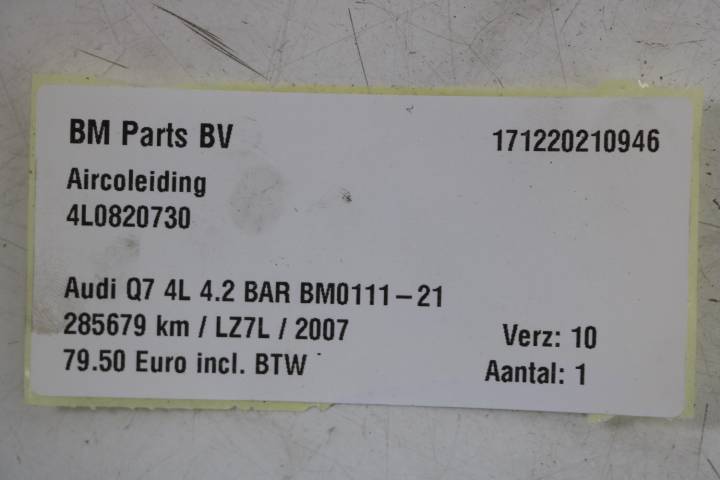 BM Parts BV 171220210946
Aircoleiding
4L0820730
Audi Q7 4L 4.2 BAR BM0111-21
285679 km / LZ7L / 2007 Verz: 10
79.50 Euro incl. BTW Aantal: 1